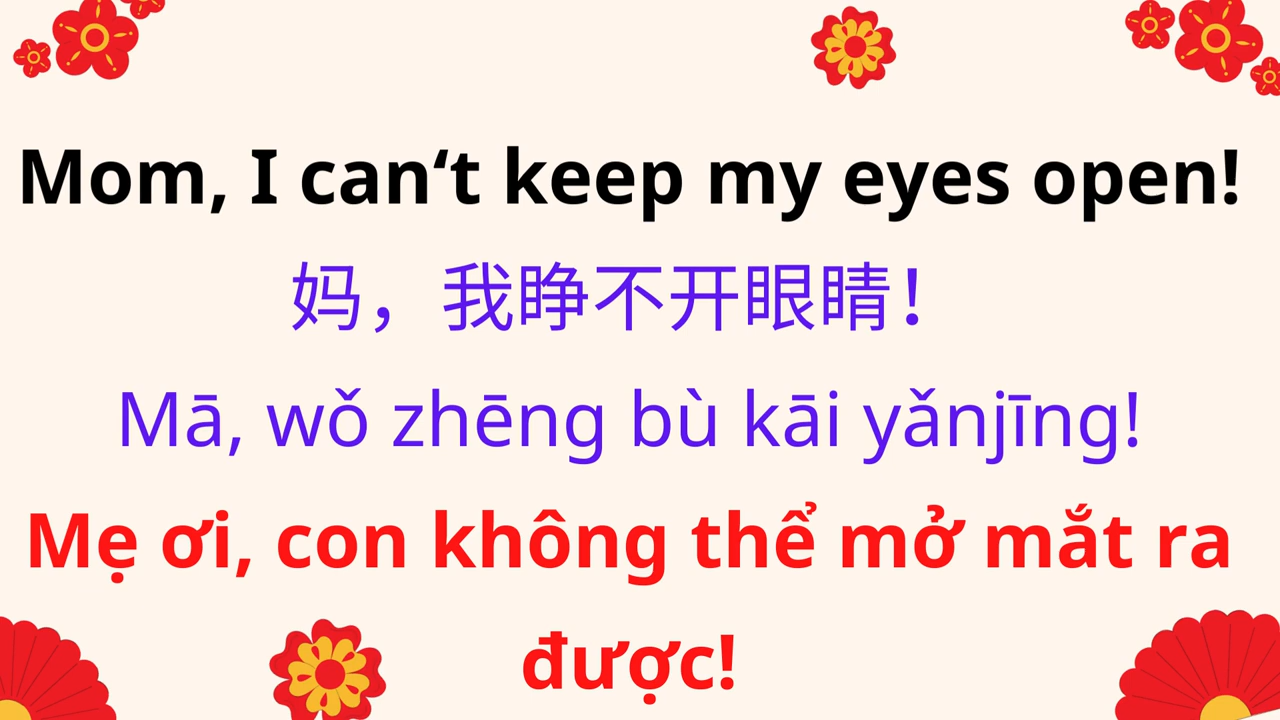 Mom, I can‘t keep my eyes open!
妈，我睁不开眼睛！
Mā, wǒ zhēng bù kāi yǎnjīng!
Mẹ ơi, con không thể mở mắt ra
được!